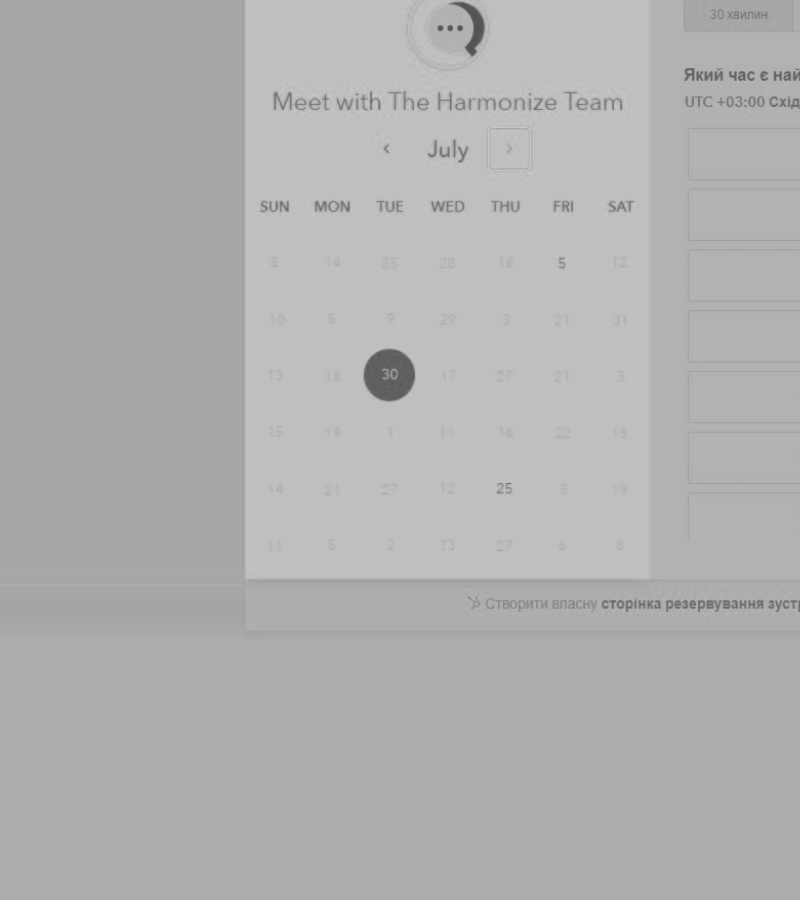 30 хвилин
Який час є най
UTC +03:00 Схід
Meet with The Harmonize Team
July
SUN MON TUE WED THU FRI SAT
5 14 25 28 16 5 12
10 5 9 29 3 21 31
13 18 30 17 27 21 3
15 19 1 11 16 22 18
14 21 27 12 25 3 19
11 5 2 13 27 6 8
Створити власну сторінка резервування зуст